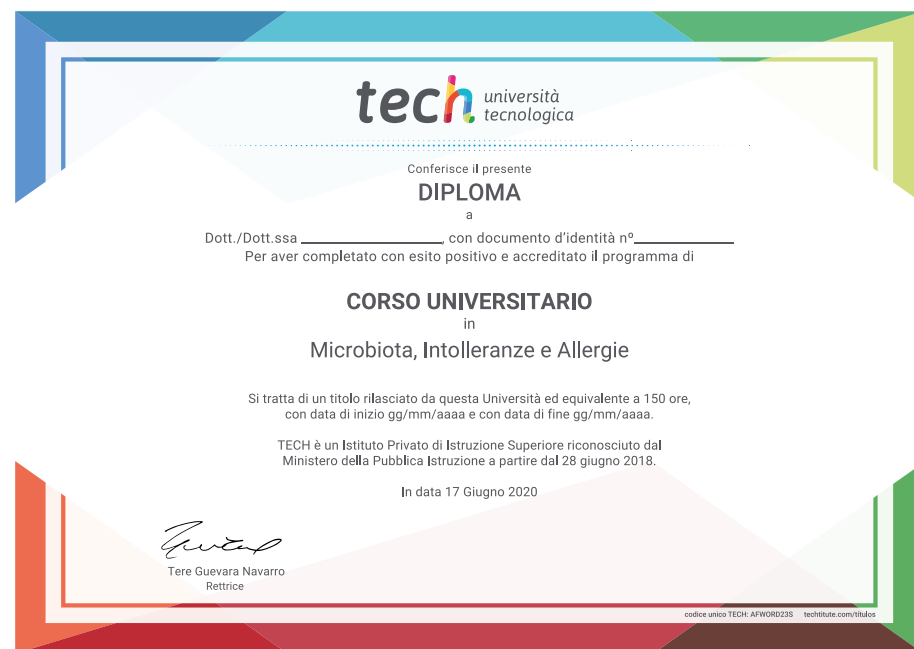 tech università
tecnologica
Conferisce il presente
DIPLOMA
a
Dott./Dott.ssa ____________________, con documento d'identità nº______________
Per aver completato con esito positivo e accreditato il programma di
CORSO UNIVERSITARIO
in
Microbiota, Intolleranze e Allergie
Si tratta di un titolo rilasciato da questa Università ed equivalente a 150 ore,
con data di inizio gg/mm/aaaa e con data di fine gg/mm/aaaa.
TECH è un Istituto Privato di Istruzione Superiore riconosciuto dal
Ministero della Pubblica Istruzione a partire dal 28 giugno 2018.
In data 17 Giugno 2020
Tere Guevara Navarro
Rettrice
codice unico TECH: AFWORD23S techtitute.com/títulos